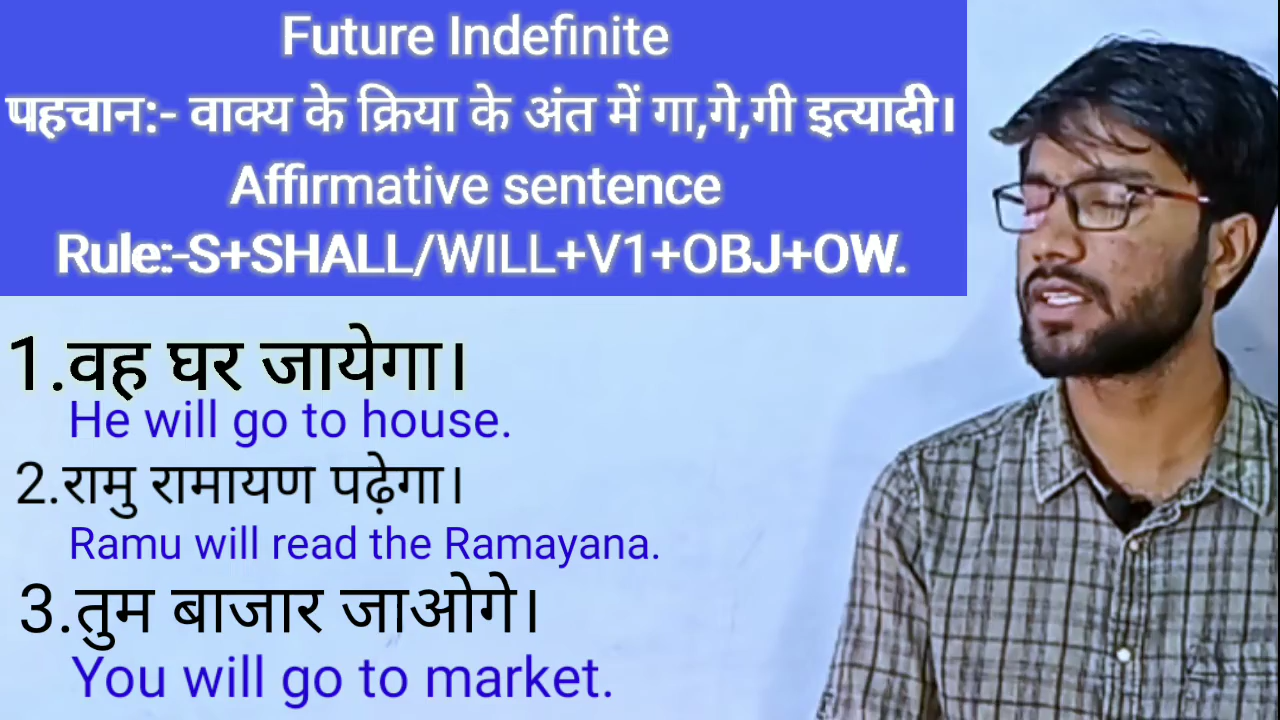 Future Indefinite
पहचान:- वाक्य के क्रिया के अंत में गा,गे,गी इत्यादी।
Affirmative sentence
Rule:-S+SHALL/WILL+V1+OBJ+OW.
1.वह घर जायेगा।
He will go to house.
2.रामु रामायण पढ़ेगा।
Ramu will read the Ramayana.
3.तुम बाजार जाओगे।
You will go to market.